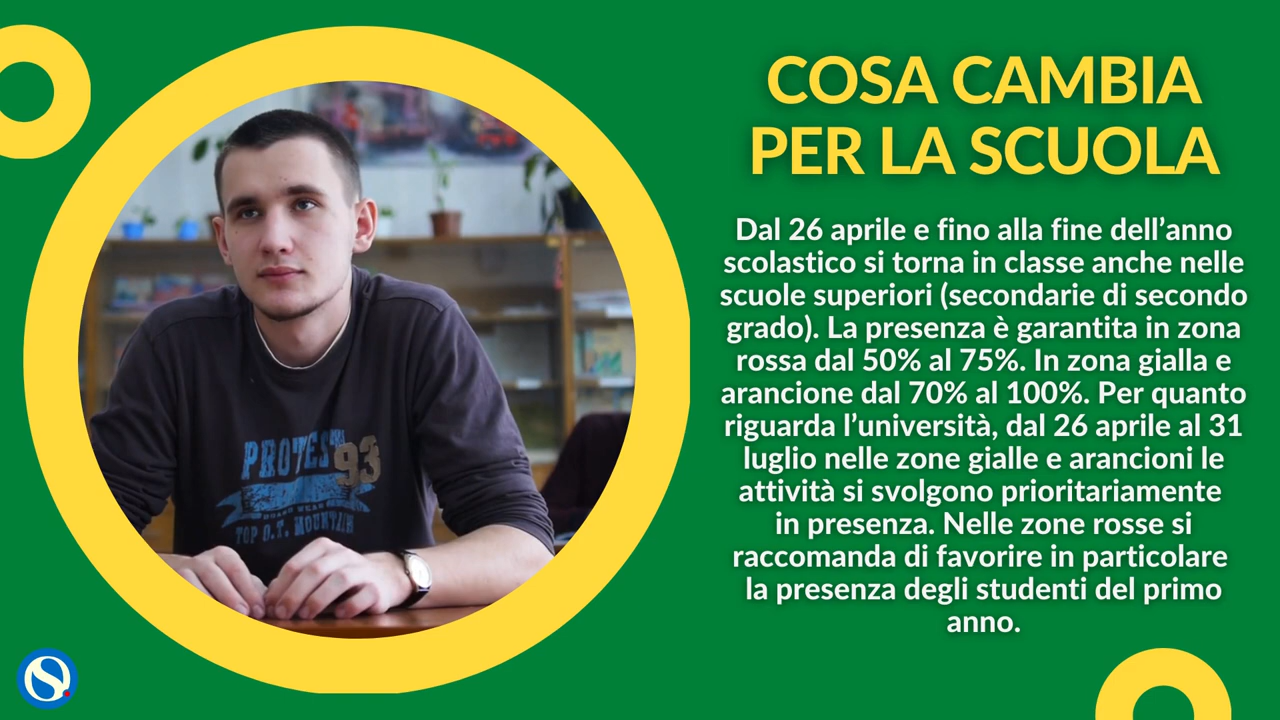 COSA CAMBIA
PER LA SCUOLA
Dal 26 aprile e fino alla fine dell’anno
scolastico si torna in classe anche nelle
scuole superiori (secondarie di secondo
grado). La presenza è garantita in zona
rossa dal 50% al 75%. In zona gialla e
arancione dal 70% al 100%. Per quanto
riguarda l’università, dal 26 aprile al 31
luglio nelle zone gialle e arancioni le
attività si svolgono prioritariamente
in presenza. Nelle zone rosse si
raccomanda di favorire in particolare
la presenza degli studenti del primo
anno.
93
TOP O.T. MOUNTAIN
S